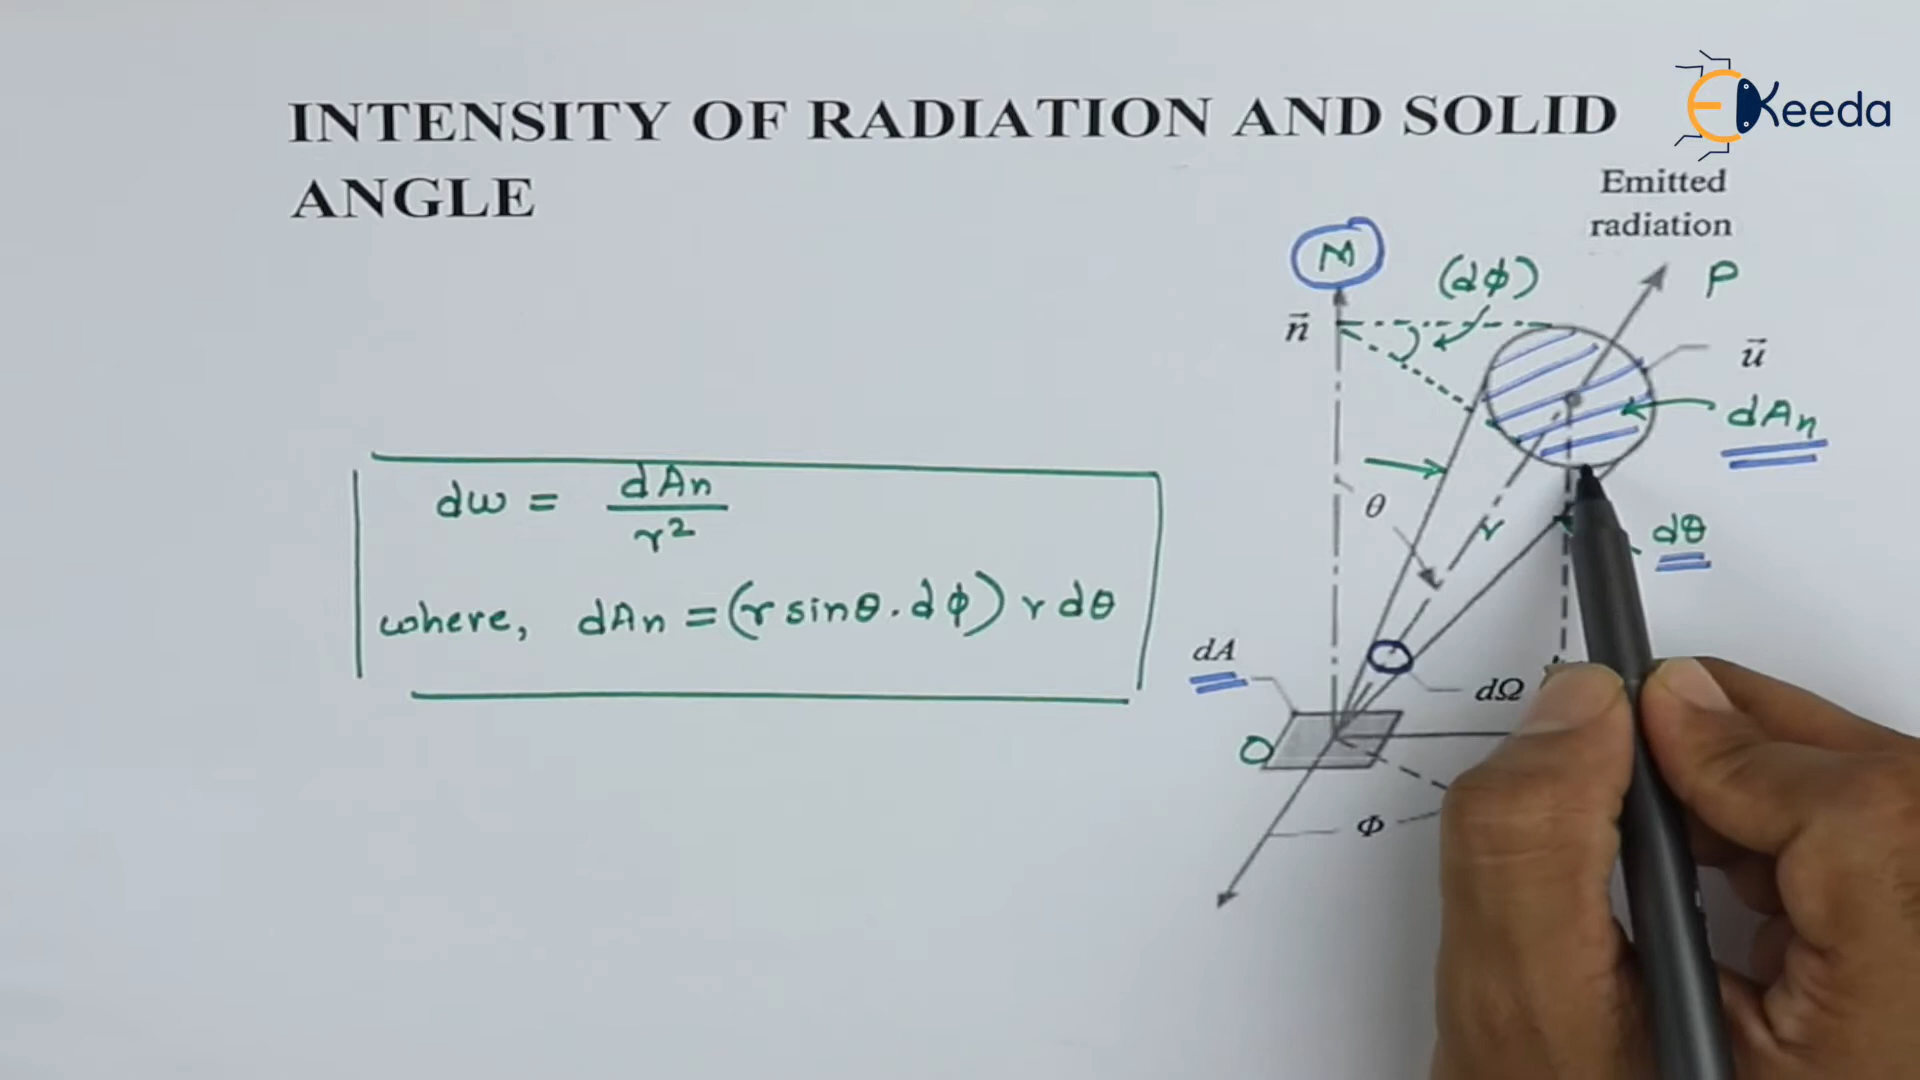 INTENSITY OF RADIATION AND SOLID
ANGLE
EKeeda
Emitted
radiation
M
(dϕ)
P
n⃗
u⃗
dAn
dω = dAn / r²
θ
r
dθ
where, dAn = (r sinθ . dϕ) r dθ
dA
dΩ
O
Φ